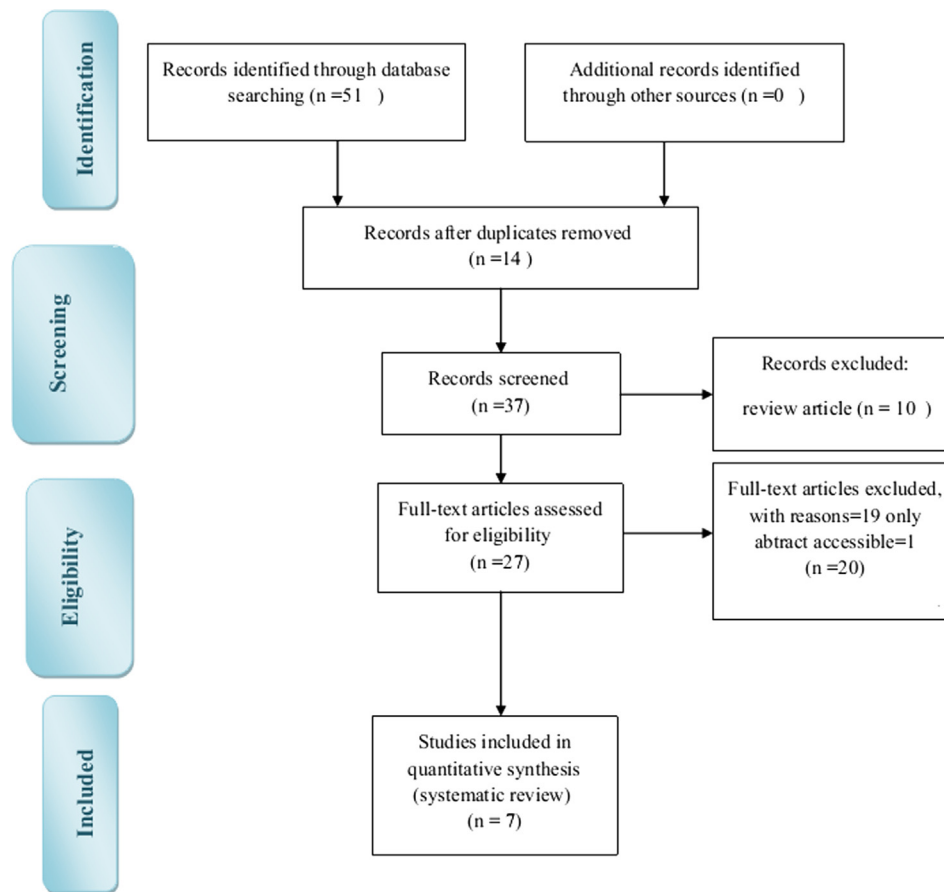 Identification
Records identified through database
searching (n =51 )
Additional records identified
through other sources (n =0 )
Records after duplicates removed
(n =14 )
Screening
Records screened
(n =37)
Records excluded:
review article (n = 10 )
Eligibility
Full-text articles assessed
for eligibility
(n =27)
Full-text articles excluded,
with reasons=19 only
abtract accessible=1
(n =20)
Included
Studies included in
quantitative synthesis
(systematic review)
(n = 7)